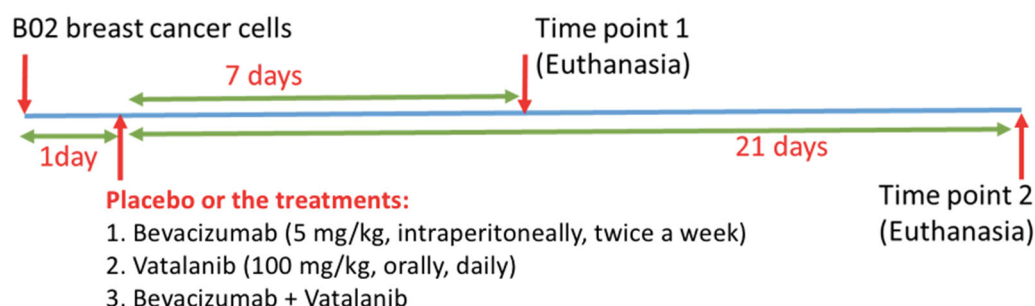 B02 breast cancer cells
Time point 1
(Euthanasia)
7 days
1day
21 days
Placebo or the treatments:
1. Bevacizumab (5 mg/kg, intraperitoneally, twice a week)
2. Vatalanib (100 mg/kg, orally, daily)
3. Bevacizumab + Vatalanib
Time point 2
(Euthanasia)